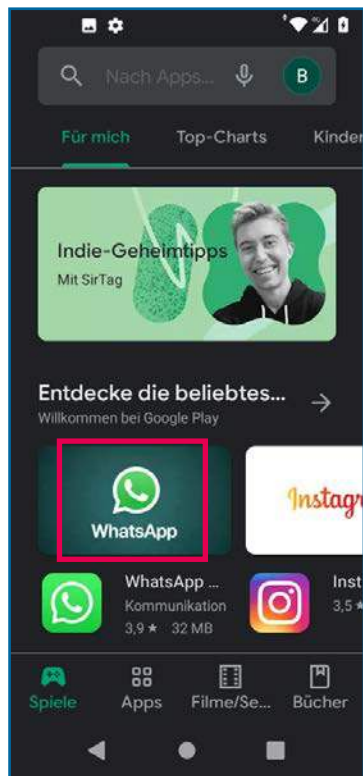 Nach Apps...
B
Für mich Top-Charts Kinder
Indie-Geheimtipps
Mit SirTag
Entdecke die beliebtes...
Willkommen bei Google Play
WhatsApp
Instagr
WhatsApp ...
Kommunikation
3,9 ★ 32 MB
Inst
3,5 ★
Spiele Apps Filme/Se... Bücher